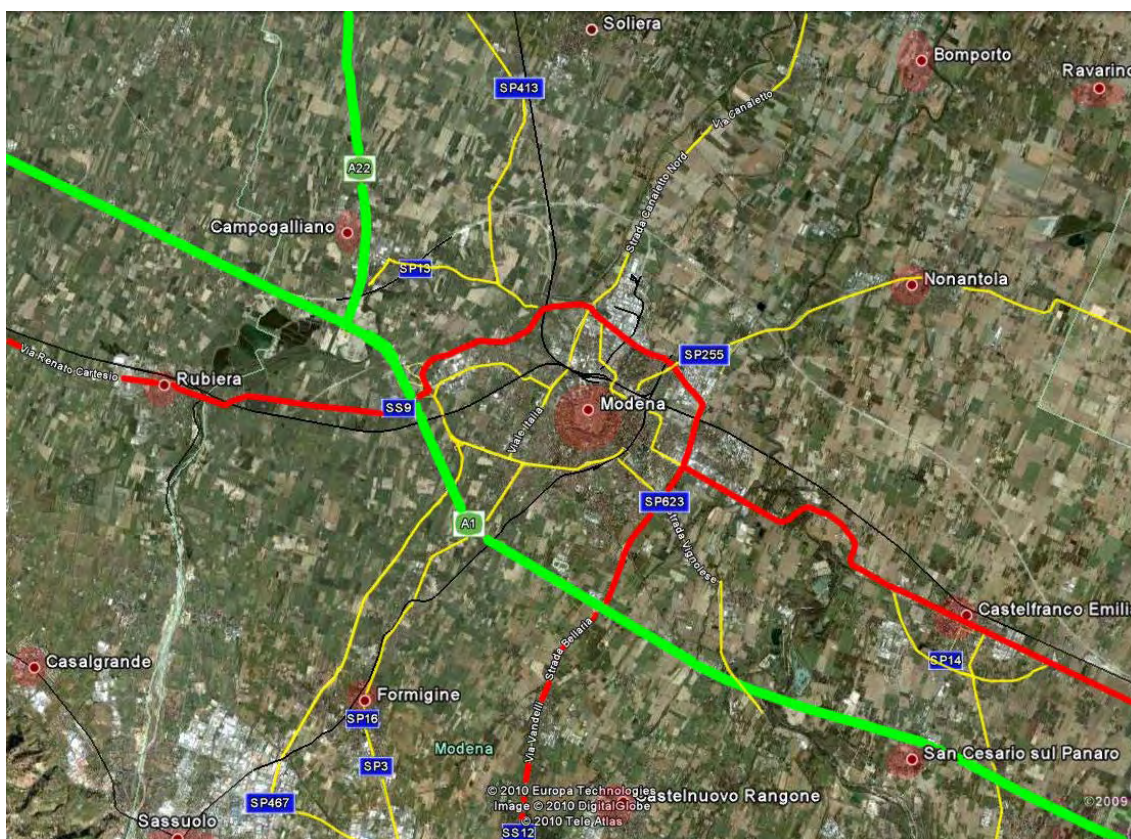 Soliera
Bomporto
Ravarino
SP413
Via Canaletto
A22
Strada Canaletto Nord
Campogalliano
SP13
Nonantola
SP255
Via Renato Cartesio
Rubiera
SS9
Modena
Viale Italia
SP623
A1
Strada Vignolese
Castelfranco Emilia
Strada Bellaria
SP14
Casalgrande
Formigine
SP16
Via Vandelli
Modena
SP3
San Cesario sul Panaro
SP467
© 2010 Europa Technologies
Image © 2010 DigitalGlobe
© 2010 Tele Atlas
Castelnuovo Rangone
©2009
Sassuolo
SS12